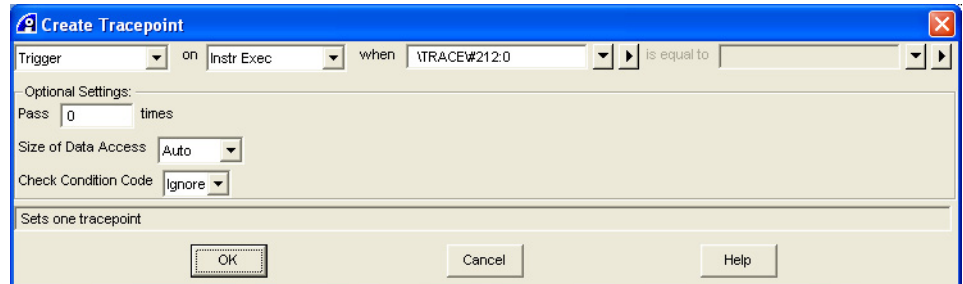 Create Tracepoint
Trigger on Instr Exec when \TRACE\#212:0 is equal to
Optional Settings:
Pass 0 times
Size of Data Access Auto
Check Condition Code Ignore
Sets one tracepoint
OK Cancel Help